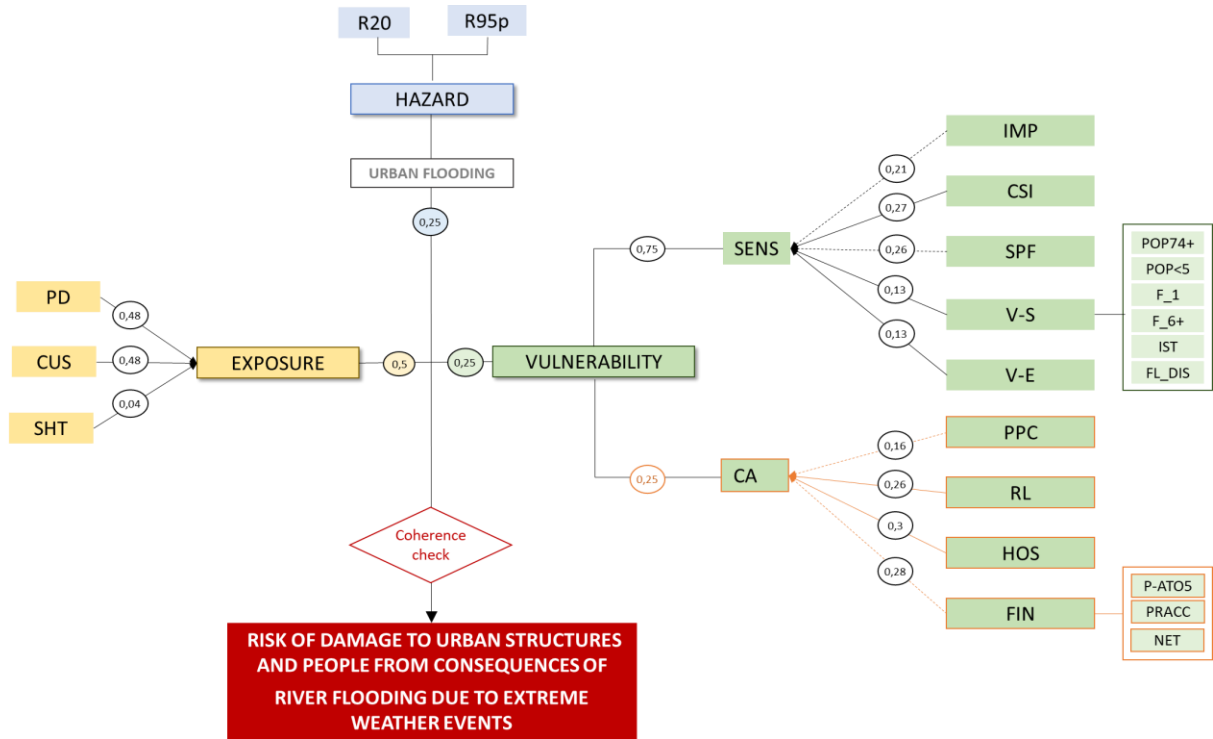 R20
R95p
HAZARD
URBAN FLOODING
0,25
PD
CUS
SHT
0,48
0,48
0,04
EXPOSURE
0,5
0,25
VULNERABILITY
0,75
SENS
0,21
0,27
0,26
0,13
0,13
IMP
CSI
SPF
V-S
V-E
POP74+
POP<5
F_1
F_6+
IST
FL_DIS
0,25
CA
0,16
0,26
0,3
0,28
PPC
RL
HOS
FIN
P-ATO5
PRACC
NET
Coherence
check
RISK OF DAMAGE TO URBAN STRUCTURES
AND PEOPLE FROM CONSEQUENCES OF
RIVER FLOODING DUE TO EXTREME
WEATHER EVENTS